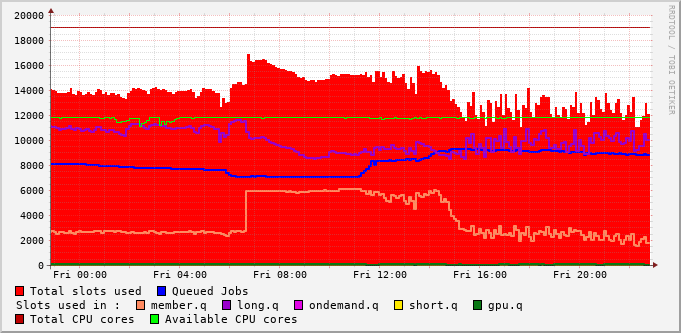 20000
18000
16000
14000
12000
10000
8000
6000
4000
2000
0
Fri 00:00 Fri 04:00 Fri 08:00 Fri 12:00 Fri 16:00 Fri 20:00
RRDTOOL / TOBI OETIKER
Total slots used Queued Jobs
Slots used in : member.q long.q ondemand.q short.q gpu.q
Total CPU cores Available CPU cores